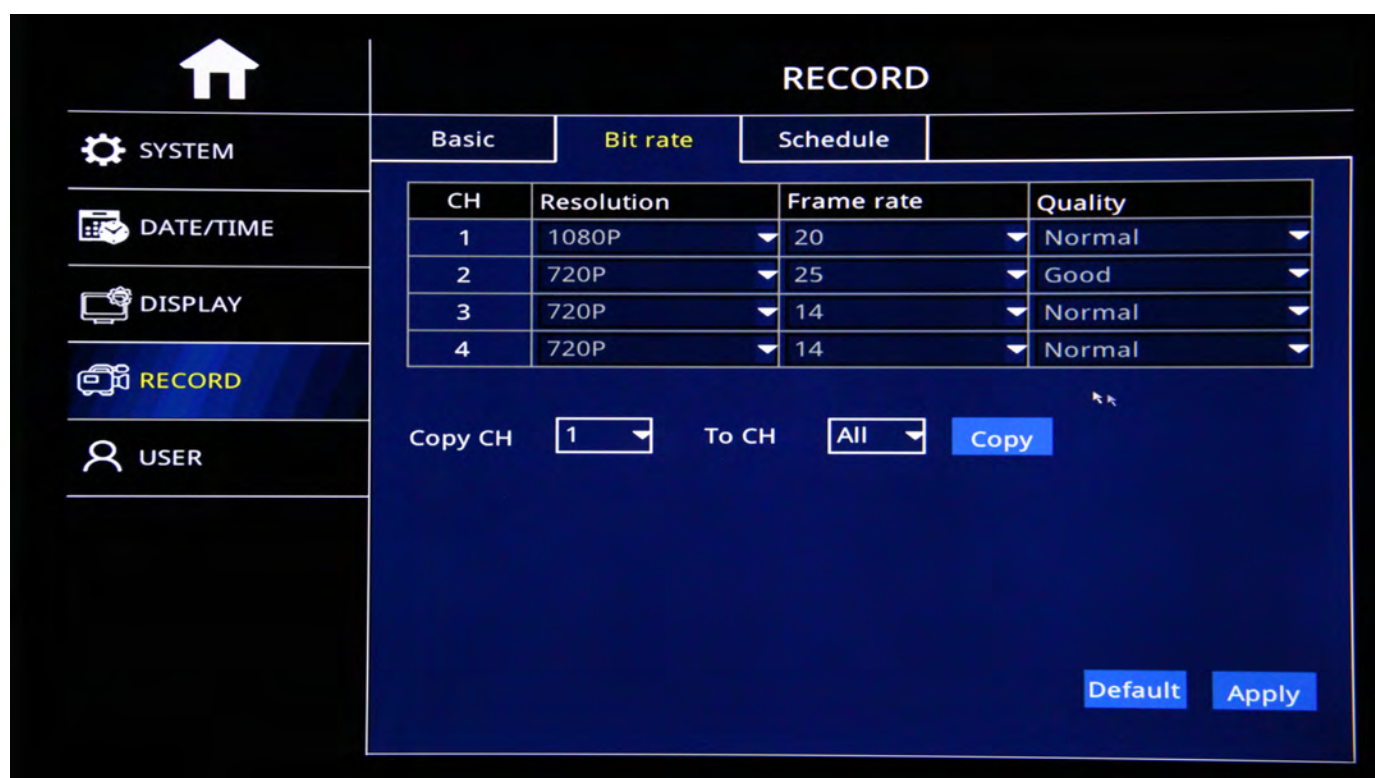 RECORD
SYSTEM
DATE/TIME
DISPLAY
RECORD
USER
Basic Bit rate Schedule
CH Resolution Frame rate Quality
1 1080P 20 Normal
2 720P 25 Good
3 720P 14 Normal
4 720P 14 Normal
Copy CH 1 To CH All Copy
Default Apply